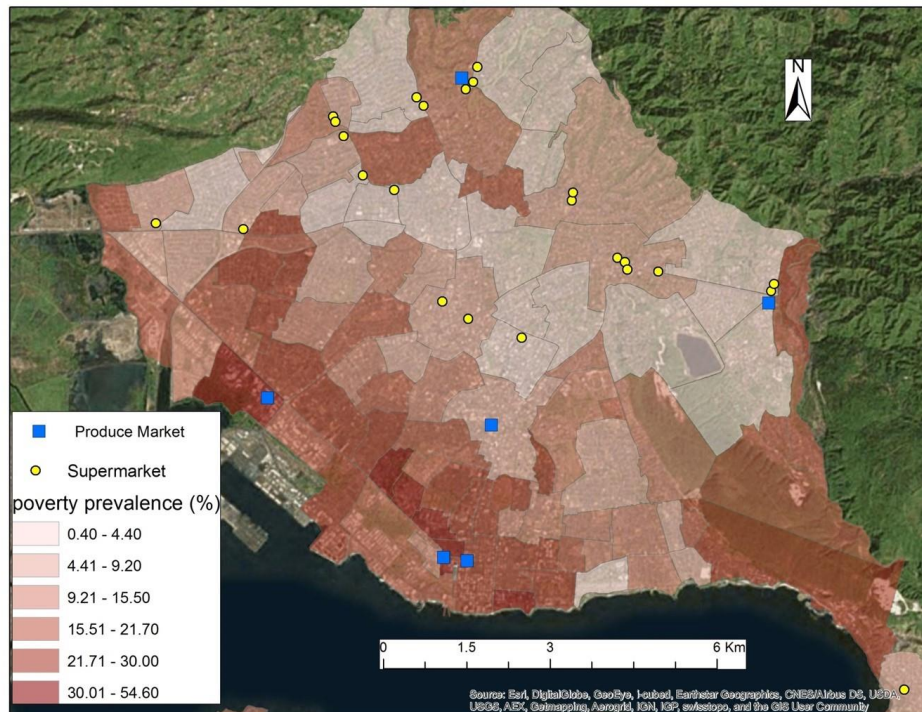 N
Produce Market
Supermarket
poverty prevalence (%)
0.40 - 4.40
4.41 - 9.20
9.21 - 15.50
15.51 - 21.70
21.71 - 30.00
30.01 - 54.60
0 1.5 3 6 Km
Source: Esri, DigitalGlobe, GeoEye, i-cubed, Earthstar Geographics, CNES/Airbus DS, USDA,
USGS, AEX, Getmapping, Aerogrid, IGN, IGP, swisstopo, and the GIS User Community